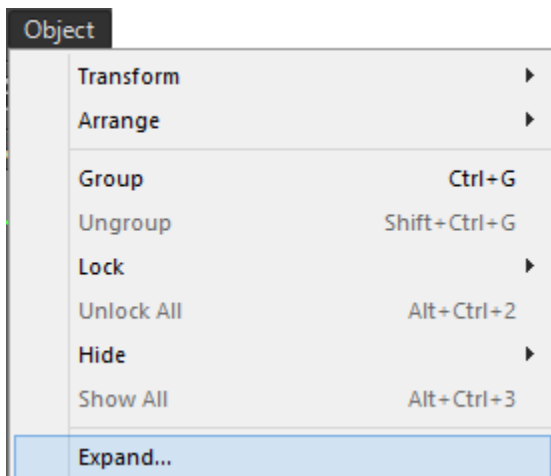 Object
Transform
Arrange
Group Ctrl+G
Ungroup Shift+Ctrl+G
Lock
Unlock All Alt+Ctrl+2
Hide
Show All Alt+Ctrl+3
Expand...